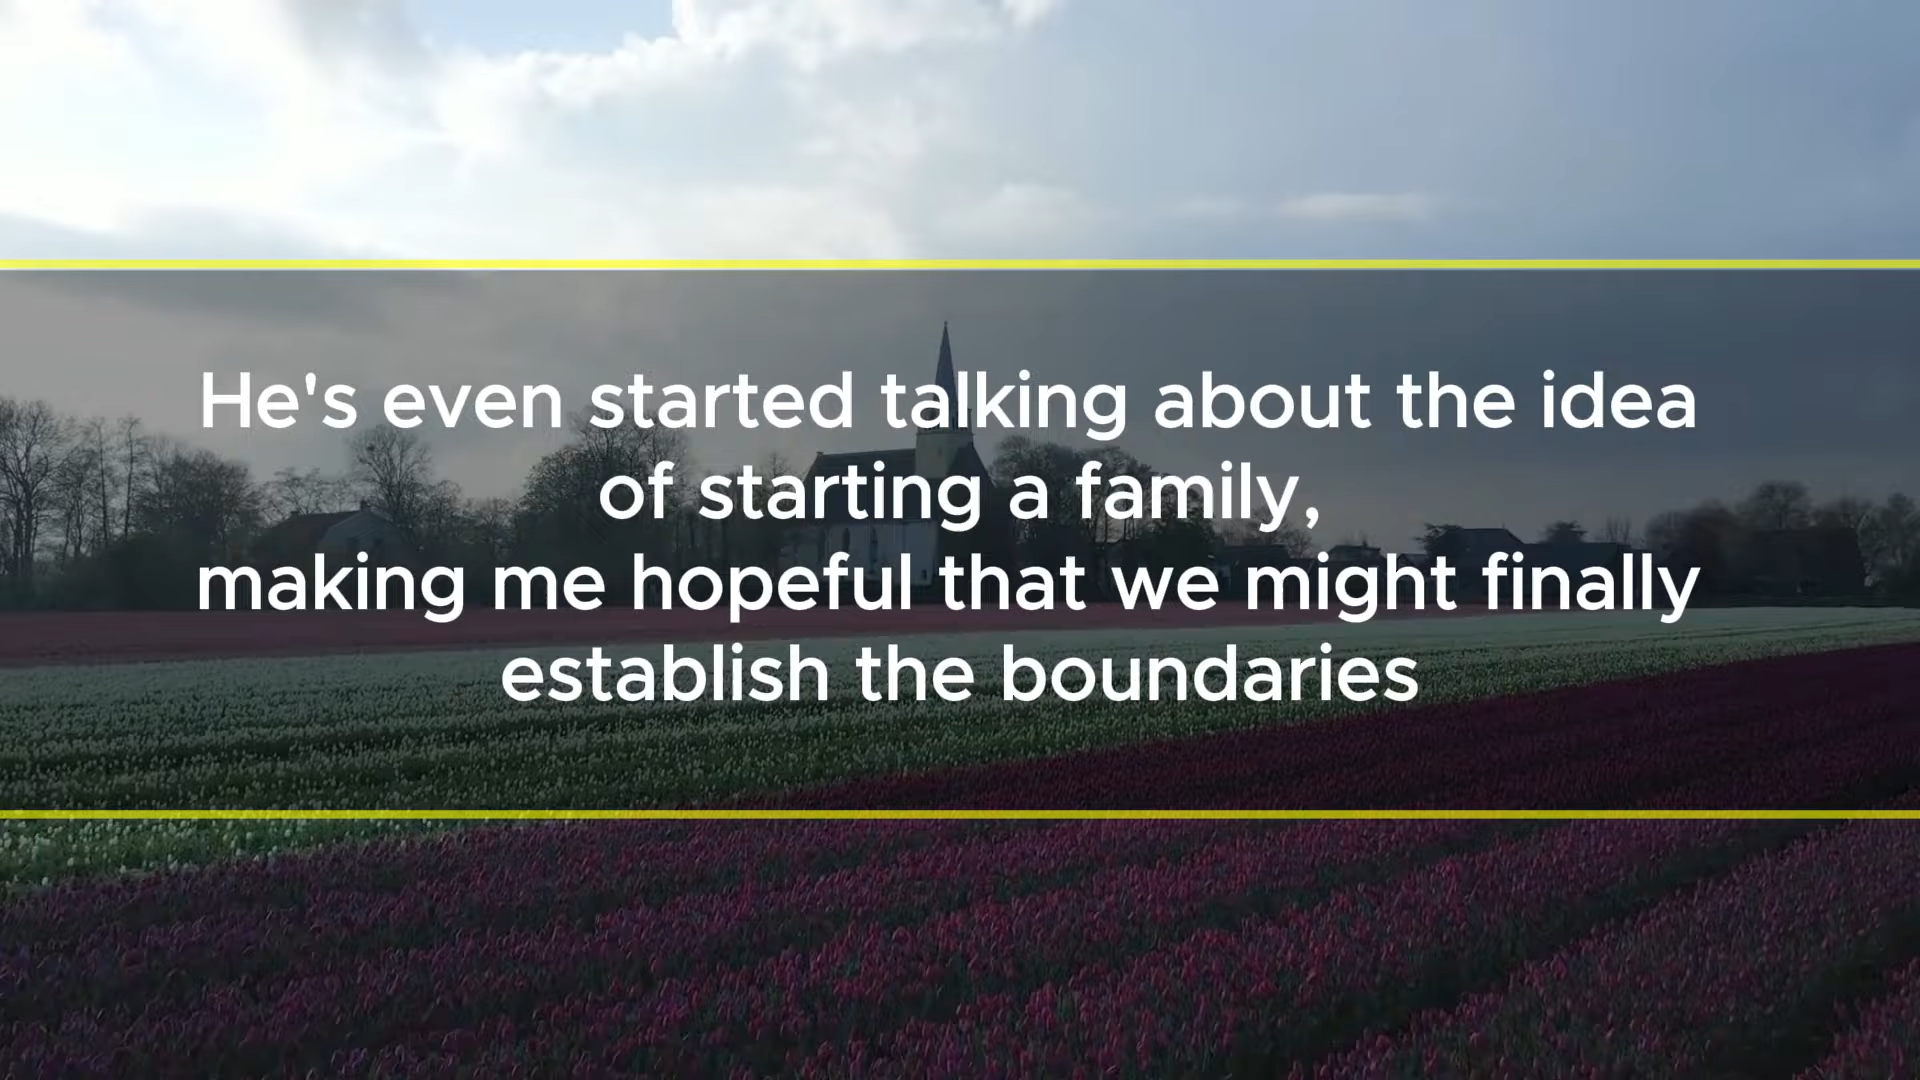 He's even started talking about the idea
of starting a family,
making me hopeful that we might finally
establish the boundaries